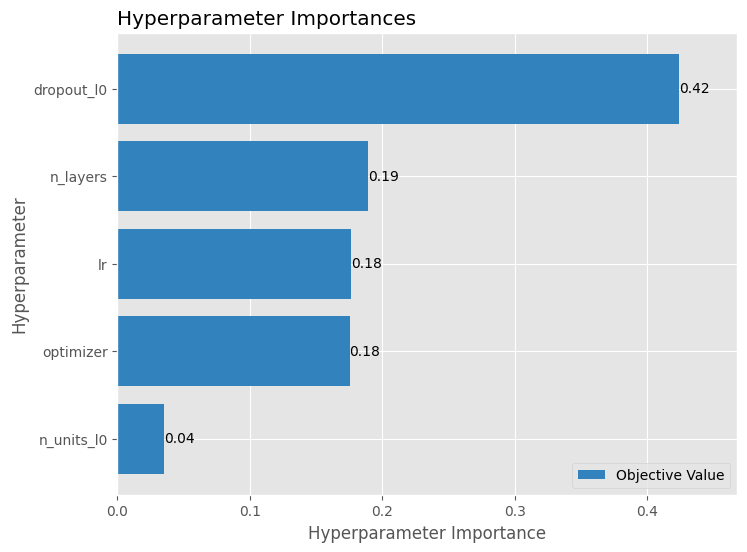 Hyperparameter Importances
Hyperparameter
dropout_l0
0.42
n_layers
0.19
lr
0.18
optimizer
0.18
n_units_l0
0.04
Objective Value
0.0
0.1
0.2
0.3
0.4
Hyperparameter Importance